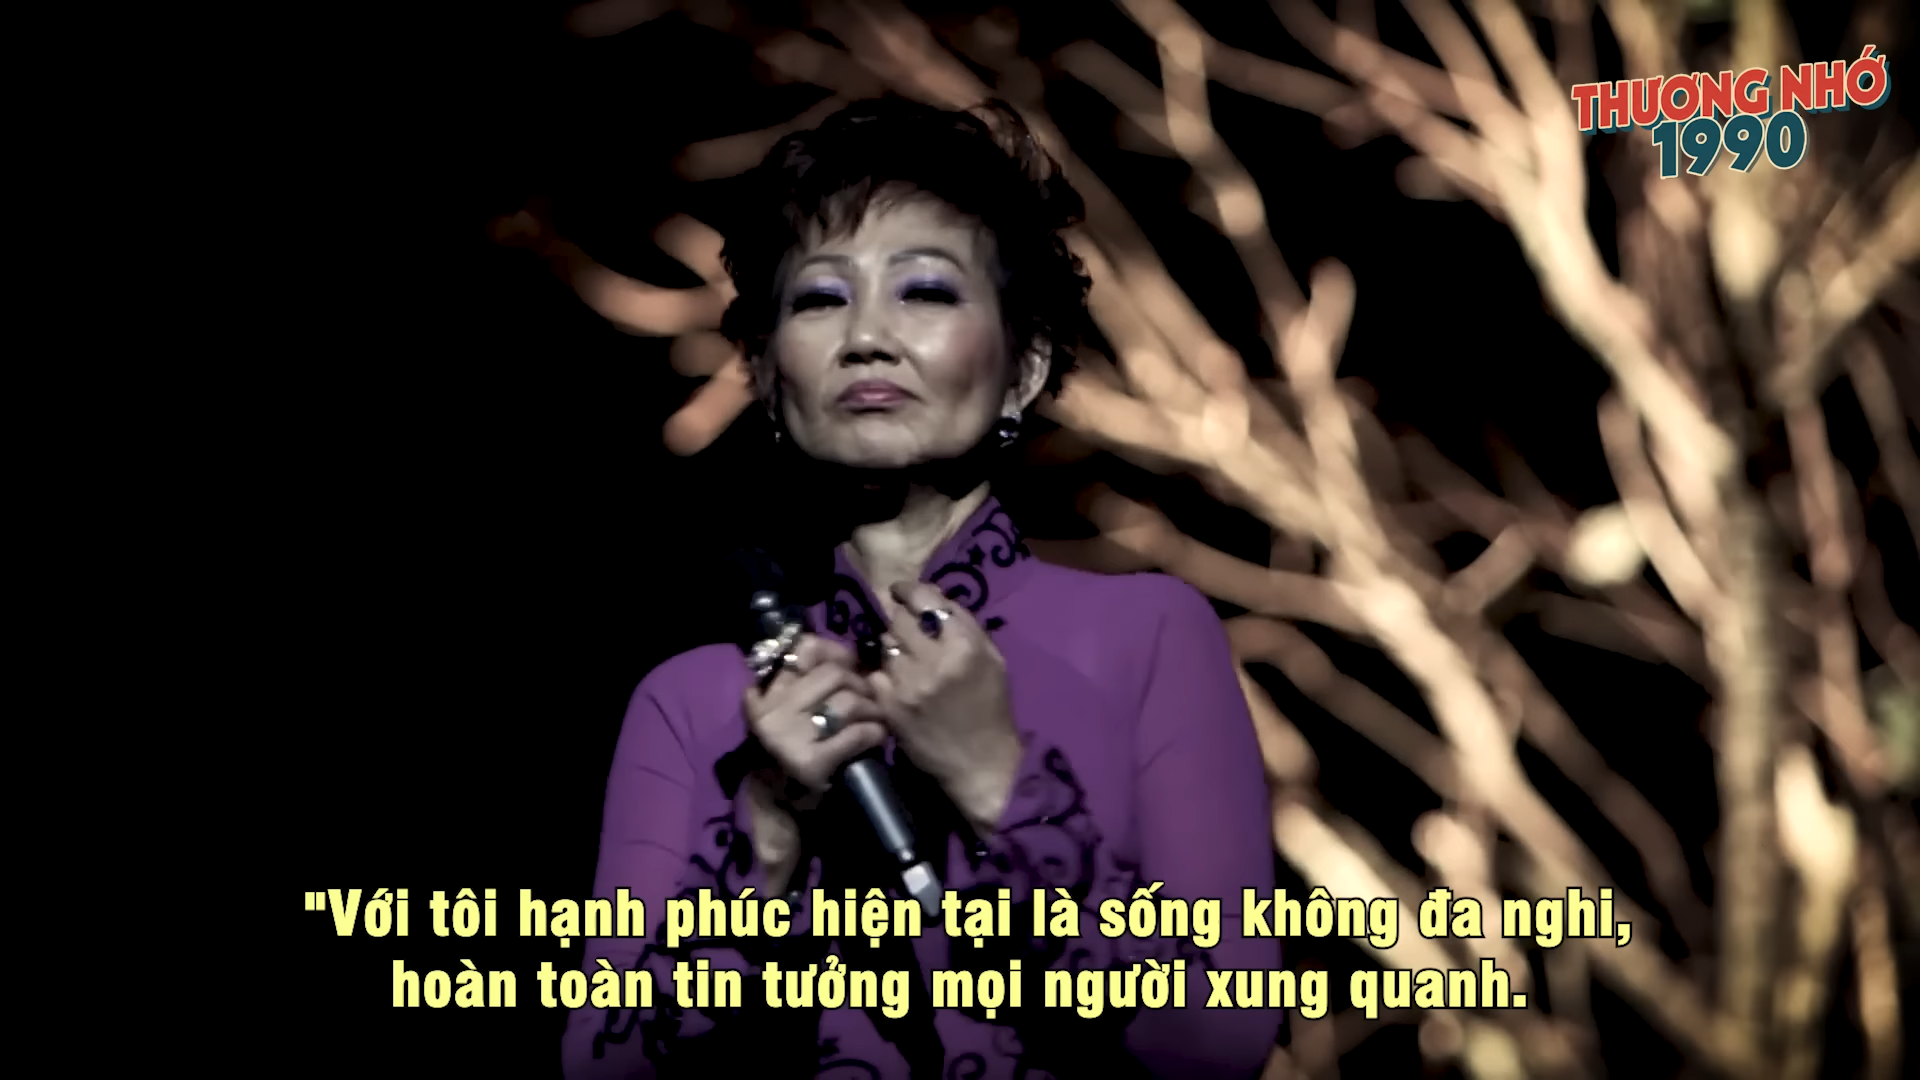 THƯƠNG NHỚ
1990
"Với tôi hạnh phúc hiện tại là sống không đa nghi,
hoàn toàn tin tưởng mọi người xung quanh.